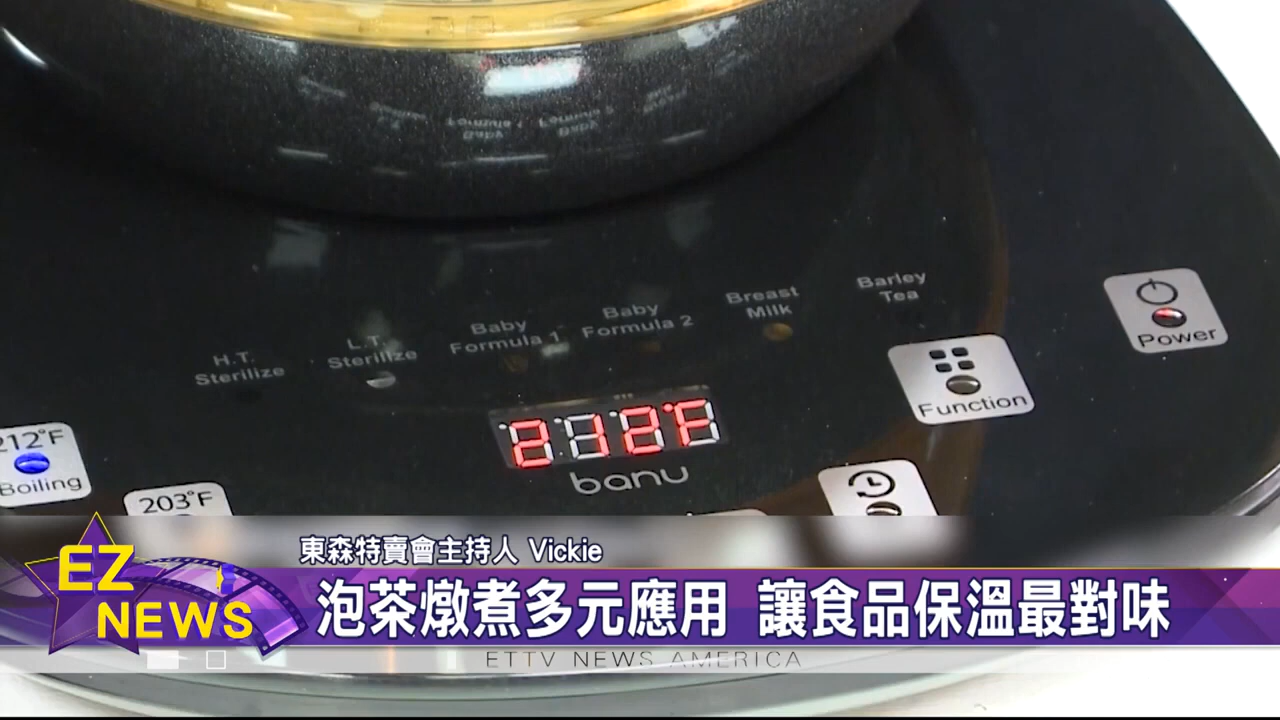 H.T.
Sterilize
L.T.
Sterilize
Baby
Formula 1
Baby
Formula 2
Breast
Milk
Barley
Tea
Power
Function
212°F
banu
212°F
Boiling
203°F
東森特賣會主持人 Vickie
EZ
NEWS
泡茶燉煮多元應用 讓食品保溫最對味
ETTV NEWS AMERICA